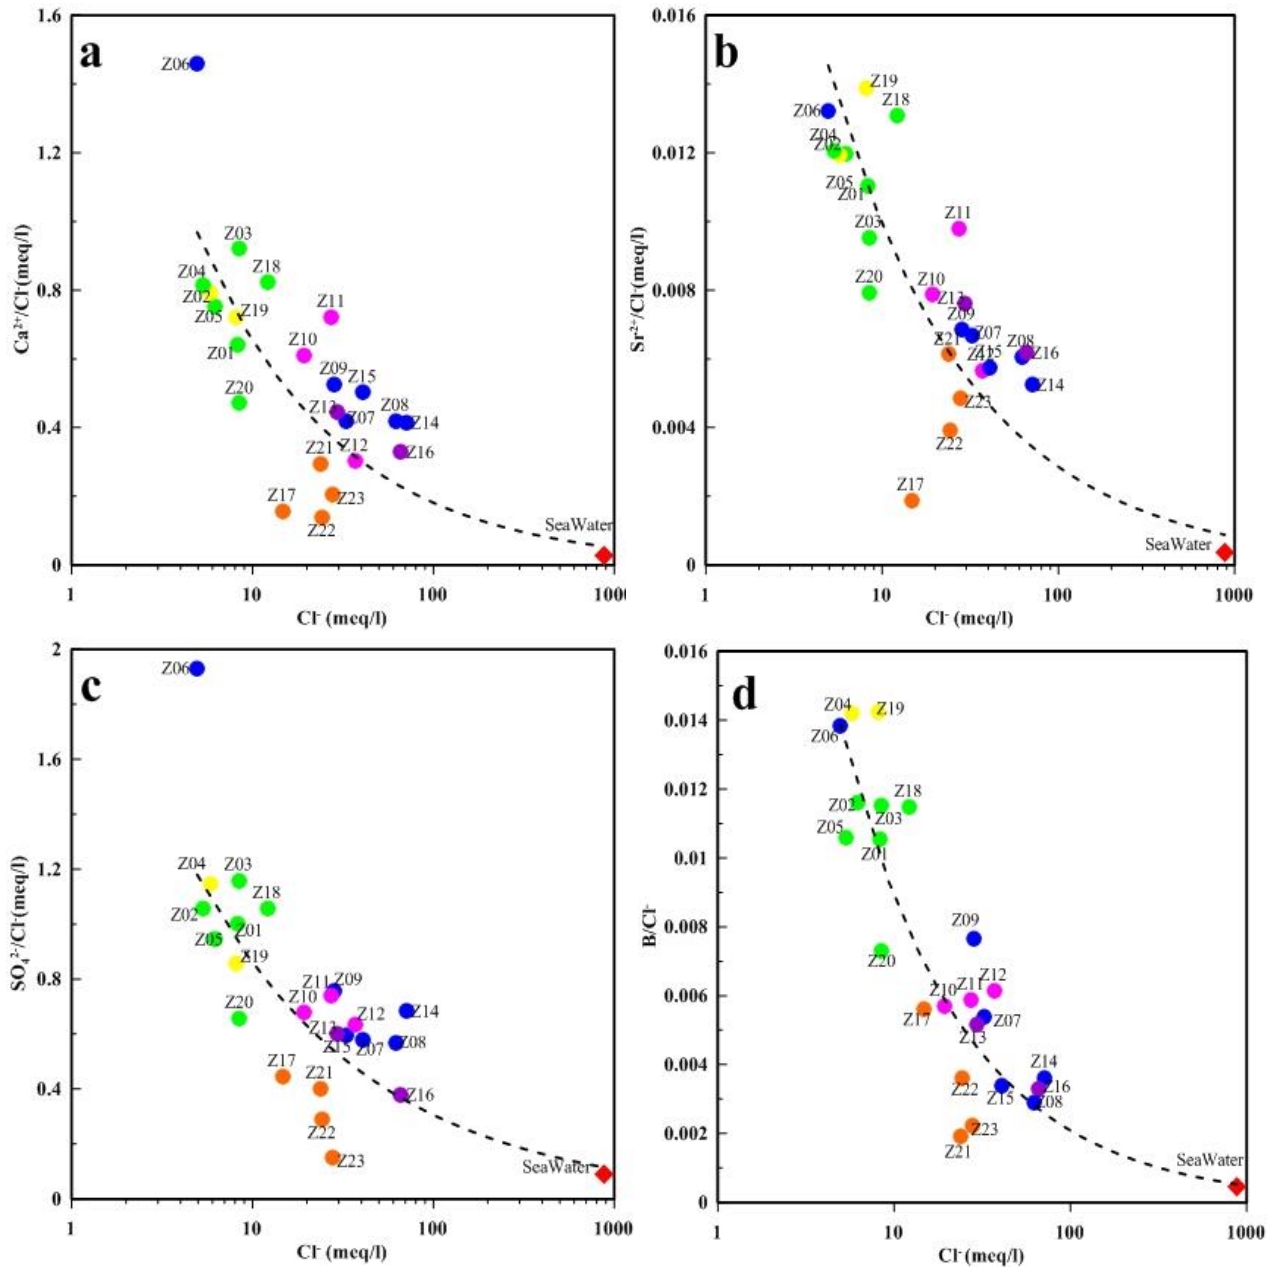 a
1.6
1.2
0.8
0.4
0
Ca²⁺/Cl⁻(meq/l)
Z06
Z03
Z04
Z18
Z02
Z05
Z19
Z01
Z11
Z10
Z20
Z09
Z15
Z13
Z07
Z08
Z14
Z21
Z12
Z16
Z17
Z23
Z22
SeaWater
1
10
100
1000
Cl⁻ (meq/l)
b
0.016
0.012
0.008
0.004
0
Sr²⁺/Cl⁻(meq/l)
Z19
Z06
Z18
Z04
Z02
Z05
Z01
Z03
Z11
Z20
Z10
Z13
Z09
Z07
Z21
Z08
Z16
Z12
Z15
Z14
Z23
Z22
Z17
SeaWater
1
10
100
1000
Cl⁻ (meq/l)
c
2
1.6
1.2
0.8
0.4
0
SO₄²⁻/Cl⁻(meq/l)
Z06
Z04
Z03
Z18
Z02
Z01
Z05
Z19
Z20
Z11
Z09
Z10
Z12
Z14
Z13
Z15
Z07
Z08
Z17
Z21
Z16
Z22
Z23
SeaWater
1
10
100
1000
Cl⁻ (meq/l)
d
0.016
0.014
0.012
0.01
0.008
0.006
0.004
0.002
0
B/Cl⁻
Z04
Z19
Z06
Z02
Z18
Z03
Z05
Z01
Z09
Z20
Z12
Z11
Z10
Z17
Z07
Z13
Z14
Z22
Z15
Z16
Z08
Z23
Z21
SeaWater
1
10
100
1000
Cl⁻ (meq/l)